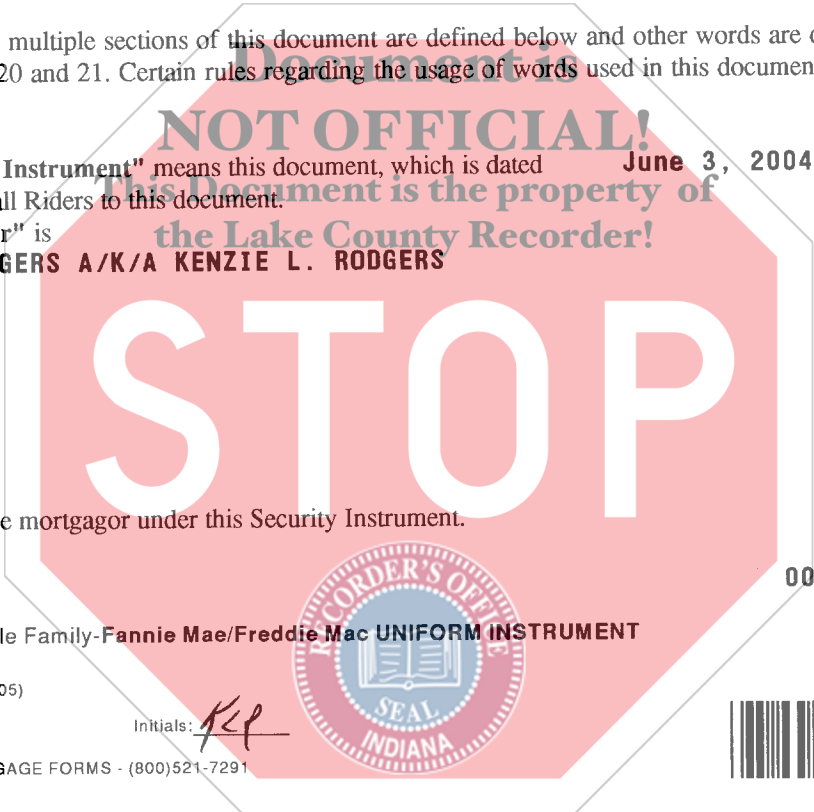 multiple sections of this document are defined below and other words are
Document is
20 and 21. Certain rules regarding the usage of words used in this documen
NOT OFFICIAL!
Instrument" means this document, which is dated June 3, 2004
This Document is the property of
all Riders to this document.
r" is
the Lake County Recorder!
GERS A/K/A KENZIE L. RODGERS
STOP
e mortgagor under this Security Instrument.
00
RECORDER'S OFFICE
le Family-Fannie Mae/Freddie Mac UNIFORM INSTRUMENT
05)
SEAL
Initials: KLR
INDIANA
GAGE FORMS - (800)521-7291